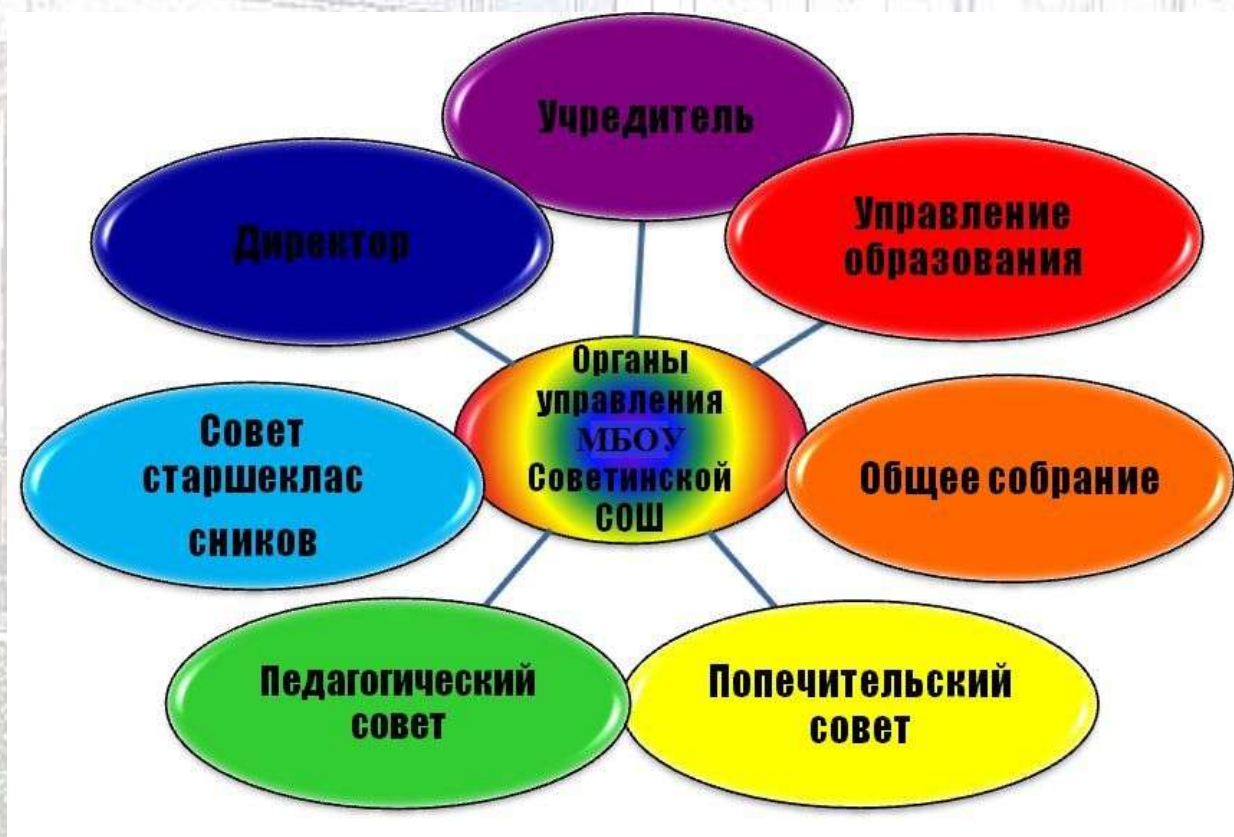 Учредитель
Директор
Управление
образования
Органы
управления
МБОУ
Советинской
СОШ
Совет
старшеклас
сников
Общее собрание
Педагогический
совет
Попечительский
совет